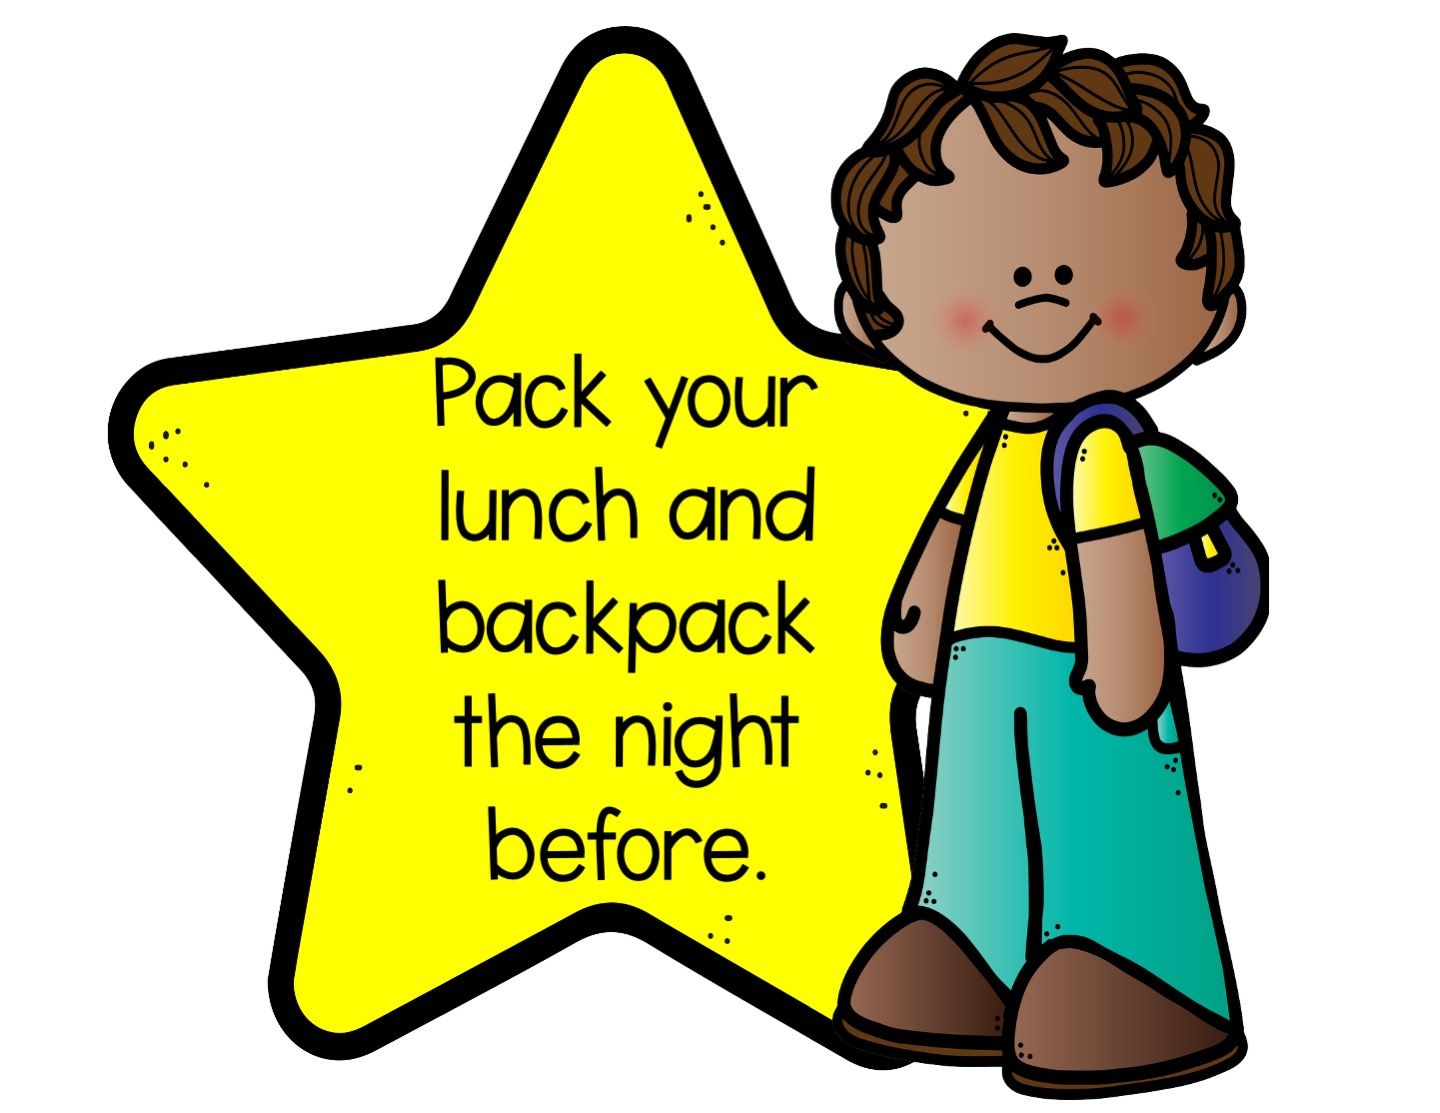 Pack your
lunch and
backpack
the night
before.